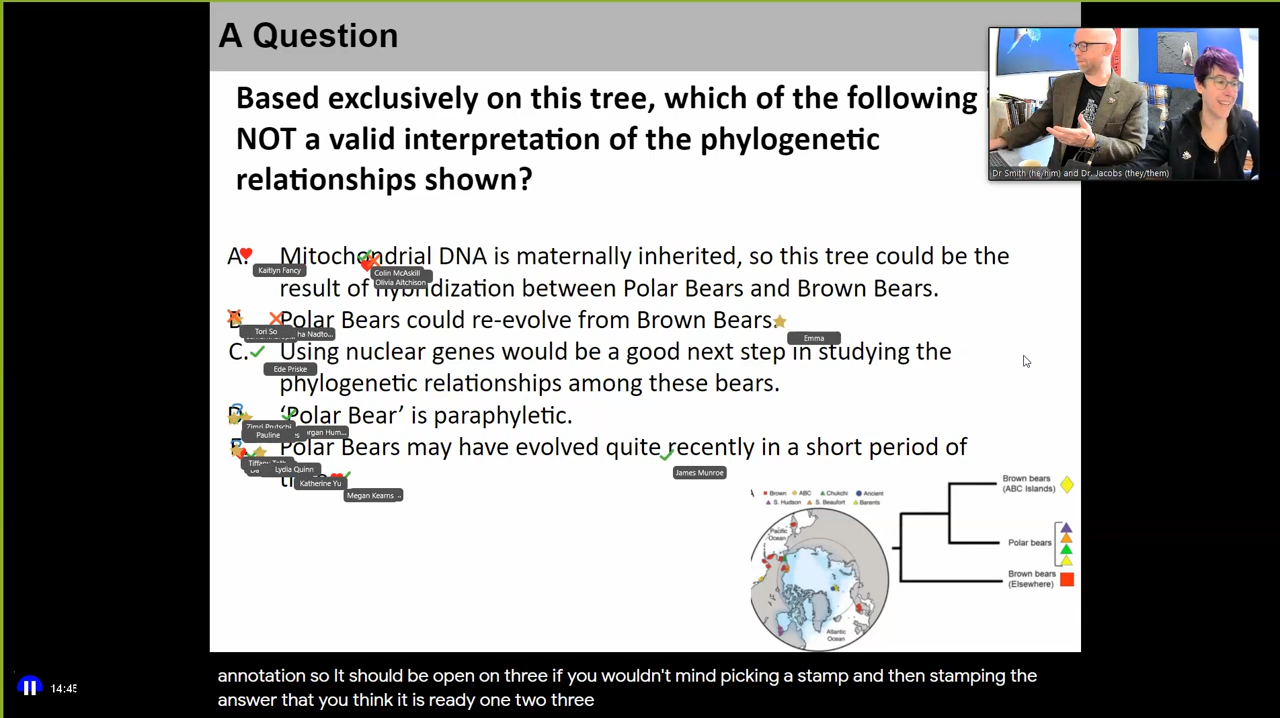 A Question
Based exclusively on this tree, which of the following
NOT a valid interpretation of the phylogenetic
relationships shown?
Dr Smith (he/him) and Dr. Jacobs (they/them)
A. Mitochondrial DNA is maternally inherited, so this tree could be the
Kaitlyn Fancy
Colin McAskill
Olivia Aitchison
result of hybridization between Polar Bears and Brown Bears.
Polar Bears could re-evolve from Brown Bears.
Tori So
Emma
C. Using nuclear genes would be a good next step in studying the
Ede Priske
phylogenetic relationships among these bears.
'Polar Bear' is paraphyletic.
Pauline
Polar Bears may have evolved quite recently in a short period of
Lydia Quinn
James Munroe
Katherine Yu
Megan Kearns ..
Brown ABC Chukchi Ancient
S. Hudson S. Beaufort Barents
Pacific
Ocean
Atlantic
Ocean
Brown bears
(ABC Islands)
Polar bears
Brown bears
(Elsewhere)
annotation so It should be open on three if you wouldn't mind picking a stamp and then stamping the
answer that you think it is ready one two three
14:45